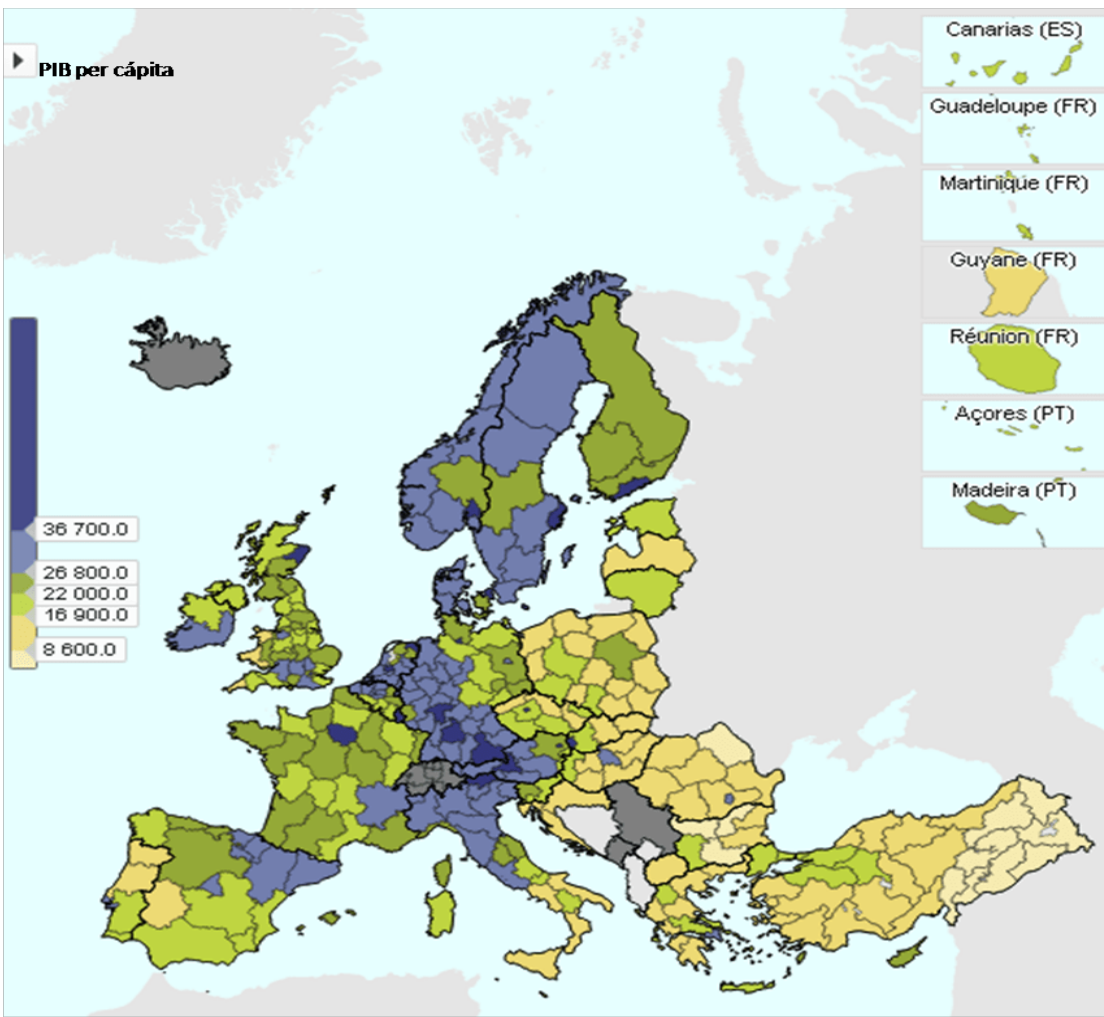 PIB per cápita
Canarias (ES)
Guadeloupe (FR)
Martinique (FR)
Guyane (FR)
Réunion (FR)
Açores (PT)
Madeira (PT)
36 700.0
26 800.0
22 000.0
16 900.0
8 600.0